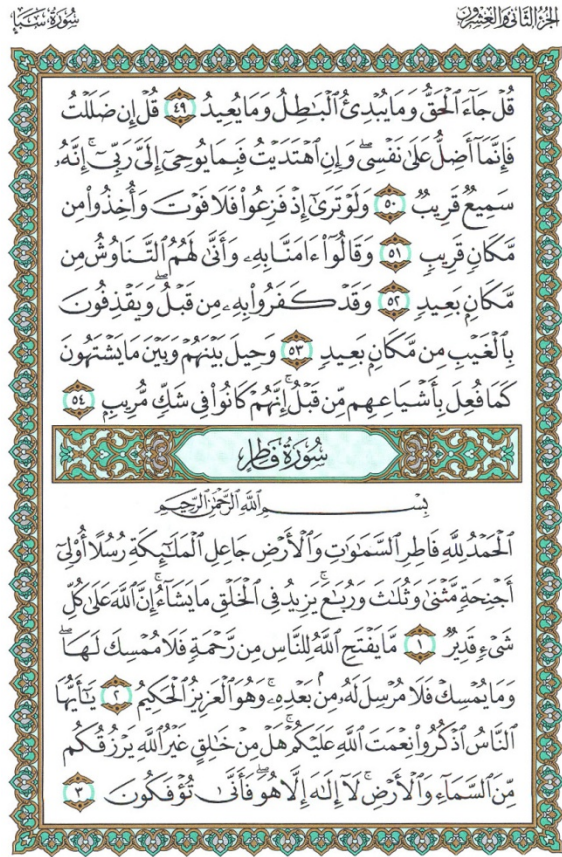 الجزء الثاني والعشرون
سورة سبإ
قُلْ جَآءَ ٱلْحَقُّ وَمَا يُبْدِئُ ٱلْبَـٰطِلُ وَمَا يُعِيدُ ٤٩ قُلْ إِن ضَلَلْتُ
فَإِنَّمَآ أَضِلُّ عَلَىٰ نَفْسِى ۖ وَإِنِ ٱهْتَدَيْتُ فَبِمَا يُوحِىٓ إِلَىَّ رَبِّىٓ ۚ إِنَّهُۥ
سَمِيعٌ قَرِيبٌ ٥٠ وَلَوْ تَرَىٰٓ إِذْ فَزِعُوا۟ فَلَا فَوْتَ وَأُخِذُوا۟ مِن
مَّكَانٍ قَرِيبٍ ٥١ وَقَالُوٓا۟ ءَامَنَّا بِهِۦ وَأَنَّىٰ لَهُمُ ٱلتَّنَاوُشُ مِن
مَّكَانٍۭ بَعِيدٍ ٥٢ وَقَدْ كَفَرُوا۟ بِهِۦ مِن قَبْلُ ۖ وَيَقْذِفُونَ
بِٱلْغَيْبِ مِن مَّكَانٍۭ بَعِيدٍ ٥٣ وَحِيلَ بَيْنَهُمْ وَبَيْنَ مَا يَشْتَهُونَ
كَمَا فُعِلَ بِأَشْيَاعِهِم مِّن قَبْلُ ۚ إِنَّهُمْ كَانُوا۟ فِى شَكٍّ مُّرِيبٍۭ ٥٤
سُورَةُ فَاطِرٍ
بِسْمِ ٱللَّهِ ٱلرَّحْمَـٰنِ ٱلرَّحِيمِ
ٱلْحَمْدُ لِلَّهِ فَاطِرِ ٱلسَّمَـٰوَٰتِ وَٱلْأَرْضِ جَاعِلِ ٱلْمَلَـٰٓئِكَةِ رُسُلًا أُو۟لِىٓ
أَجْنِحَةٍ مَّثْنَىٰ وَثُلَـٰثَ وَرُبَـٰعَ ۚ يَزِيدُ فِى ٱلْخَلْقِ مَا يَشَآءُ ۚ إِنَّ ٱللَّهَ عَلَىٰ كُلِّ
شَىْءٍ قَدِيرٌ ١ مَّا يَفْتَحِ ٱللَّهُ لِلنَّاسِ مِن رَّحْمَةٍ فَلَا مُمْسِكَ لَهَا ۖ
وَمَا يُمْسِكْ فَلَا مُرْسِلَ لَهُۥ مِنۢ بَعْدِهِۦ ۚ وَهُوَ ٱلْعَزِيزُ ٱلْحَكِيمُ ٢ يَـٰٓأَيُّهَا
ٱلنَّاسُ ٱذْكُرُوا۟ نِعْمَتَ ٱللَّهِ عَلَيْكُمْ ۚ هَلْ مِنْ خَـٰلِقٍ غَيْرُ ٱللَّهِ يَرْزُقُكُم
مِّنَ ٱلسَّمَآءِ وَٱلْأَرْضِ ۚ لَآ إِلَـٰهَ إِلَّا هُوَ ۖ فَأَنَّىٰ تُؤْفَكُونَ ٣